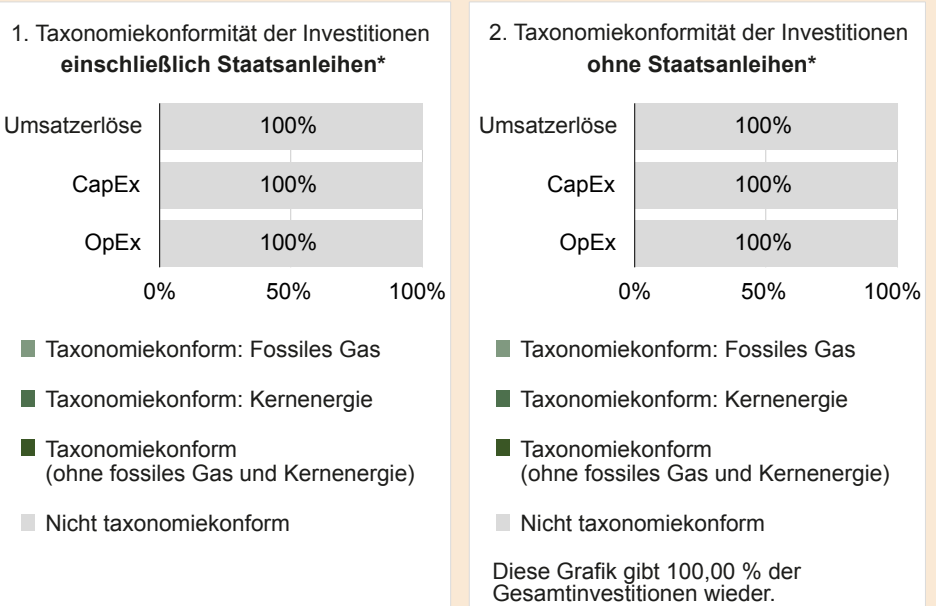 1. Taxonomiekonformität der Investitionen
einschließlich Staatsanleihen*
Umsatzerlöse 100%
CapEx 100%
OpEx 100%
0% 50% 100%
Taxonomiekonform: Fossiles Gas
Taxonomiekonform: Kernenergie
Taxonomiekonform
(ohne fossiles Gas und Kernenergie)
Nicht taxonomiekonform
2. Taxonomiekonformität der Investitionen
ohne Staatsanleihen*
Umsatzerlöse 100%
CapEx 100%
OpEx 100%
0% 50% 100%
Taxonomiekonform: Fossiles Gas
Taxonomiekonform: Kernenergie
Taxonomiekonform
(ohne fossiles Gas und Kernenergie)
Nicht taxonomiekonform
Diese Grafik gibt 100,00 % der
Gesamtinvestitionen wieder.